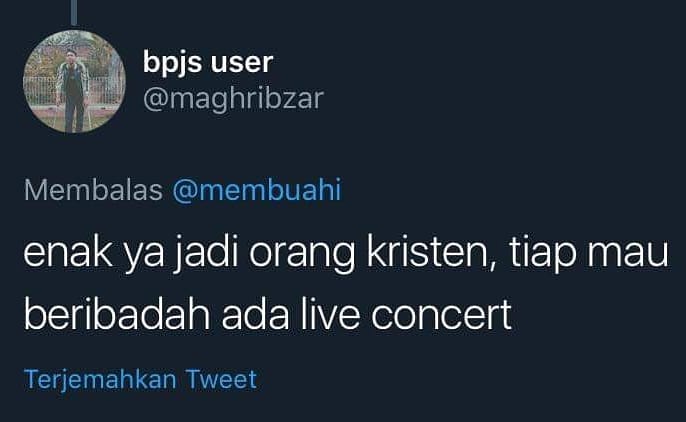 bpjs user
@maghribzar
Membalas @membuahi
enak ya jadi orang kristen, tiap mau
beribadah ada live concert
Terjemahkan Tweet